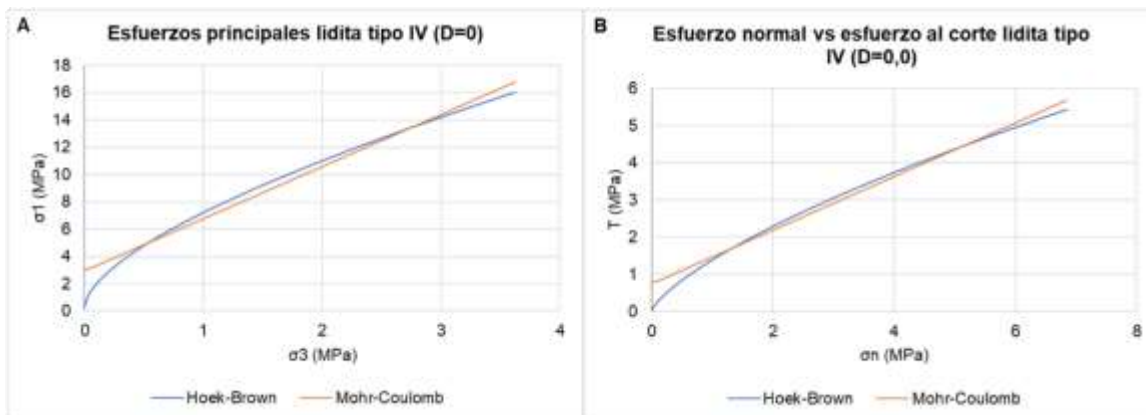 A
Esfuerzos principales lidita tipo IV (D=0)
18
16
14
12
10
8
6
4
2
0
σ1 (MPa)
0 1 2 3 4
σ3 (MPa)
Hoek-Brown Mohr-Coulomb
B
Esfuerzo normal vs esfuerzo al corte lidita tipo
IV (D=0,0)
6
5
4
3
2
1
0
T (MPa)
0 2 4 6 8
σn (MPa)
Hoek-Brown Mohr-Coulomb